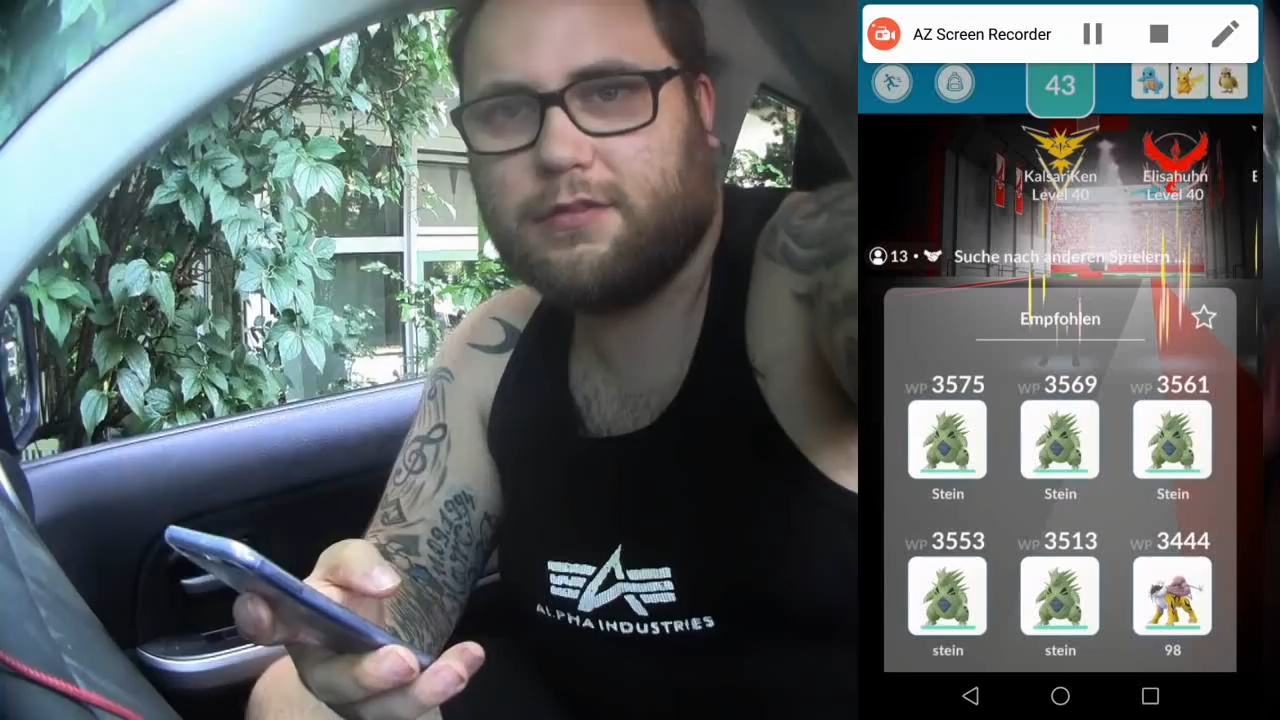 AZ Screen Recorder
43
KalsariKen
Level 40
Elisahuhn
Level 40
E
13 • Suche nach anderen Spielern ...
Empfohlen
WP 3575
WP 3569
WP 3561
Stein
Stein
Stein
WP 3553
WP 3513
WP 3444
stein
stein
98
ALPHA INDUSTRIES